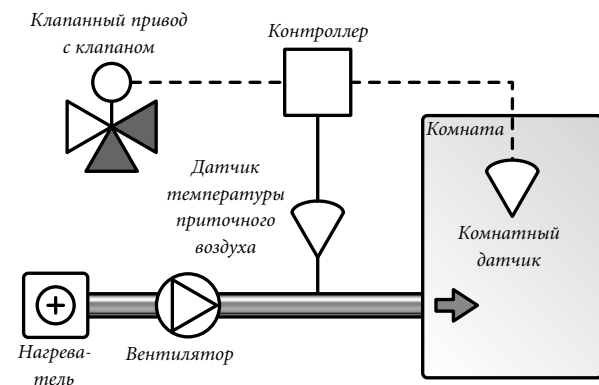 Клапанный привод
с клапаном
Контроллер
Комната
Датчик
температуры
приточного
воздуха
Комнатный
датчик
Нагрева-
тель
Вентилятор